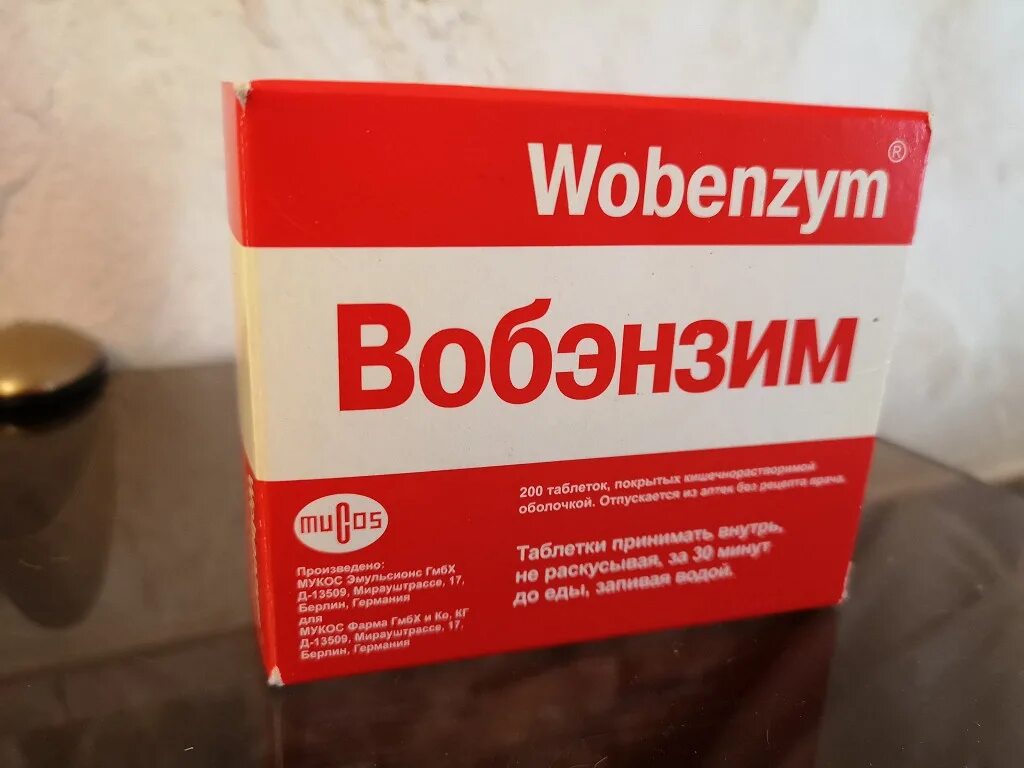 Wobenzym®
Вобэнзим
200 таблеток, покрытых кишечнорастворимой
оболочкой. Отпускается из аптек без рецепта врача.
Таблетки принимать внутрь,
не раскусывая, за 30 минут
до еды, запивая водой.
mucos
Произведено:
МУКОС Эмульсионс ГмбХ
Д-13509, Мирауштрассе, 17,
Берлин, Германия
для
МУКОС Фарма ГмбХ и Ко, КГ
Д-13509, Мирауштрассе, 17,
Берлин, Германия